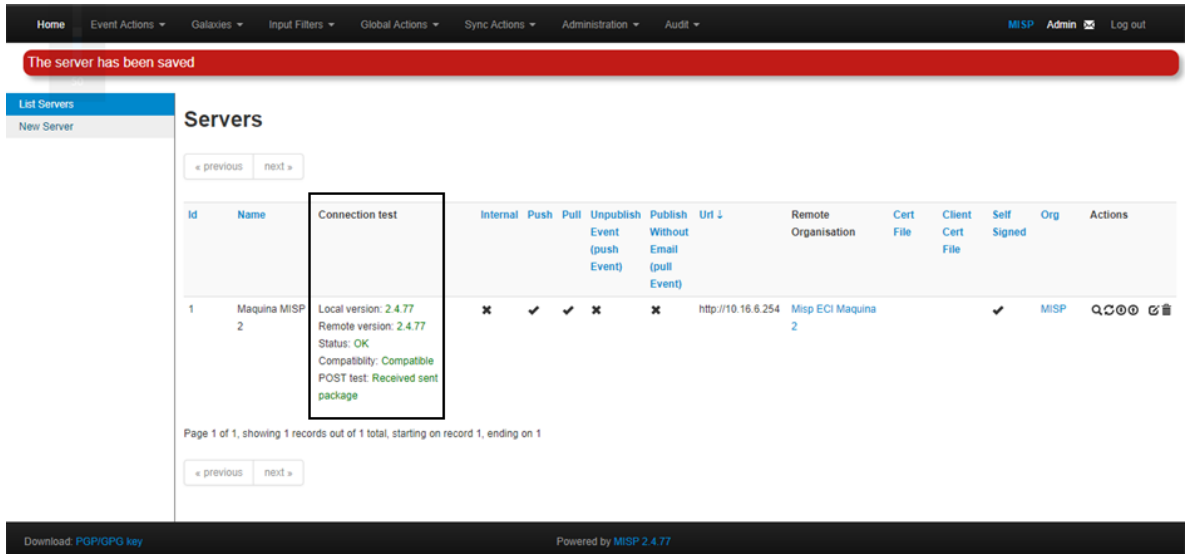 Home Event Actions Galaxies Input Filters Global Actions Sync Actions Administration Audit MISP Admin Log out
The server has been saved
List Servers
New Server
Servers
« previous next »
Id Name Connection test Internal Push Pull Unpublish Event (push Event) Publish Without Email (pull Event) Url ↓ Remote Organisation Cert File Client Cert File Self Signed Org Actions
1 Maquina MISP 2
Local version: 2.4.77
Remote version: 2.4.77
Status: OK
Compatiblity: Compatible
POST test: Received sent
package
http://10.16.6.254 Misp ECI Maquina 2 MISP
Page 1 of 1, showing 1 records out of 1 total, starting on record 1, ending on 1
« previous next »
Download: PGP/GPG key Powered by MISP 2.4.77